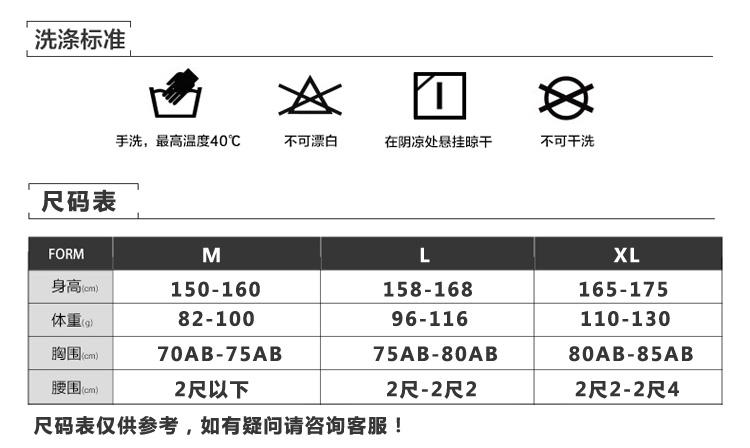 洗涤标准
手洗，最高温度40℃ 不可漂白 在阴凉处悬挂晾干 不可干洗
尺码表
FORM M L XL
身高(cm) 150-160 158-168 165-175
体重(g) 82-100 96-116 110-130
胸围(cm) 70AB-75AB 75AB-80AB 80AB-85AB
腰围(cm) 2尺以下 2尺-2尺2 2尺2-2尺4
尺码表仅供参考，如有疑问请咨询客服！